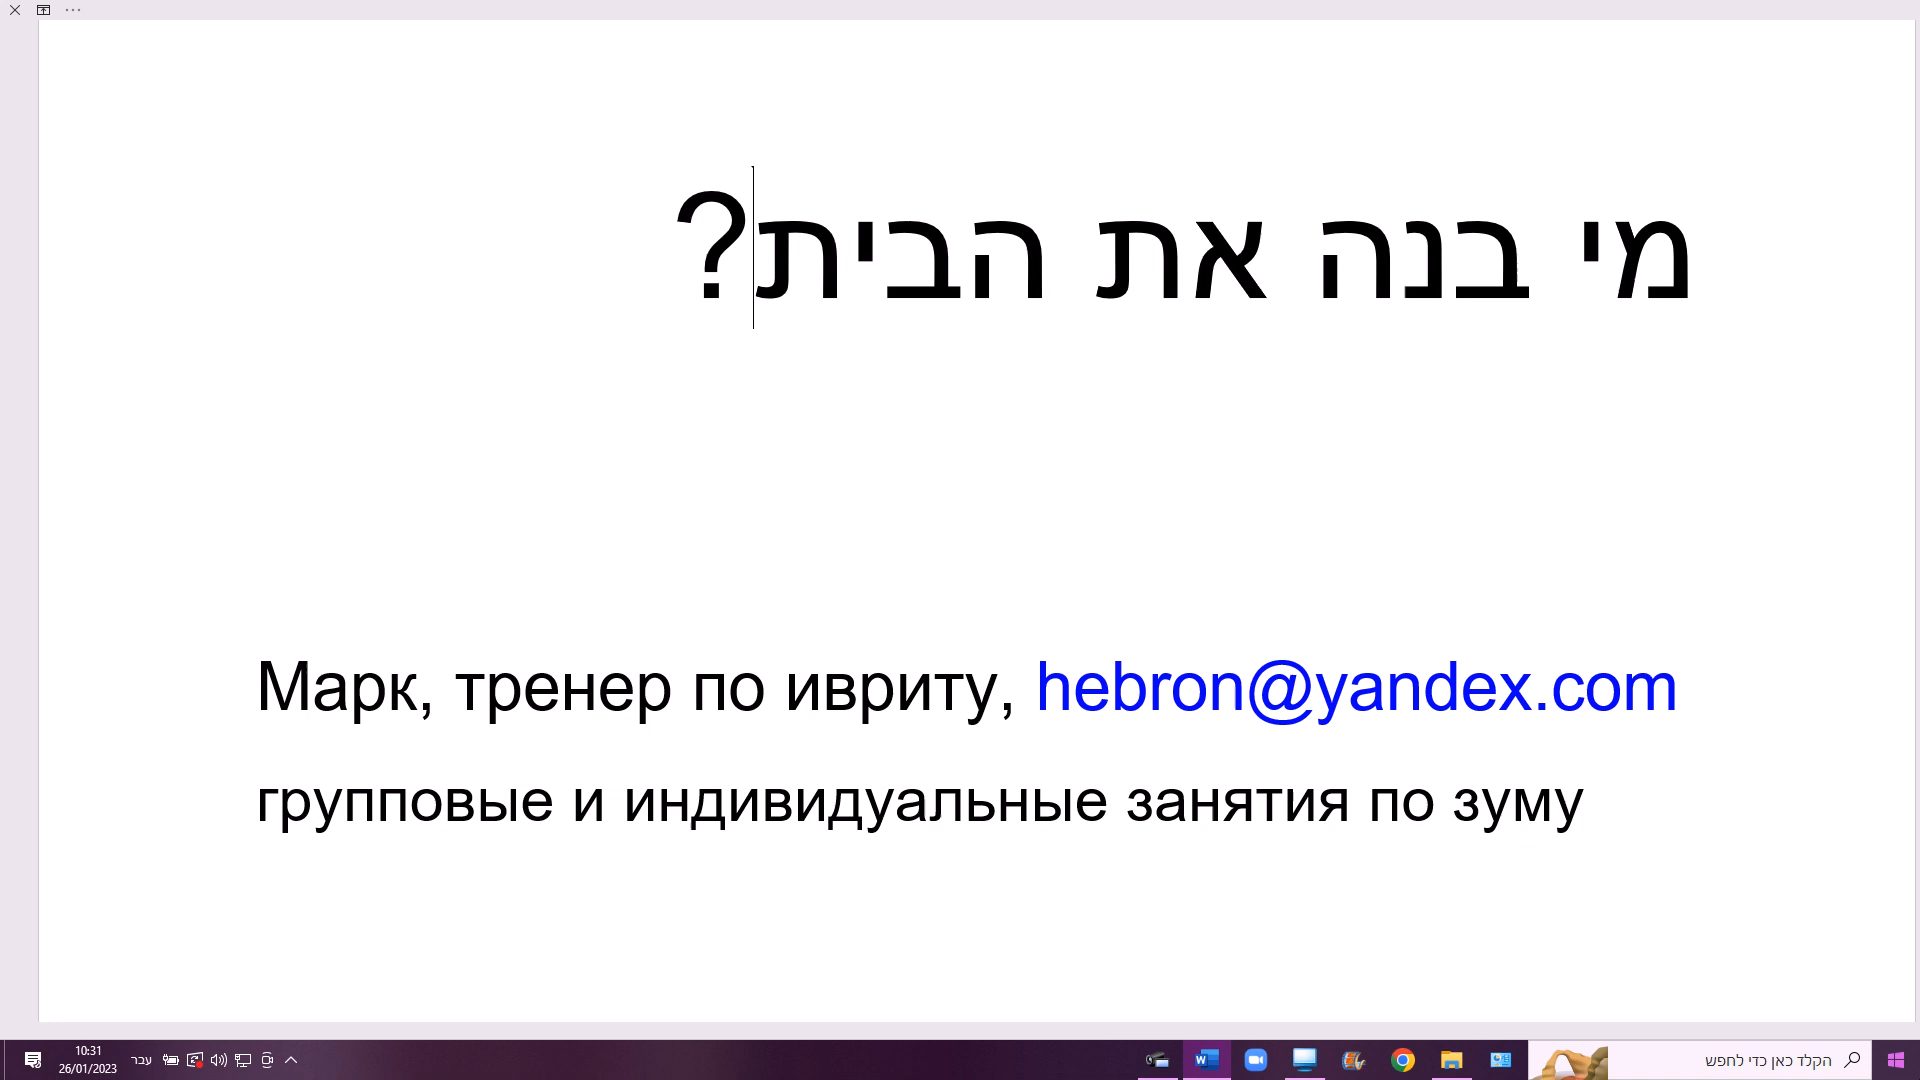 מי בנה את הבית?
Марк, тренер по ивриту, hebron@yandex.com
групповые и индивидуальные занятия по зуму
10:31
26/01/2023
עבר
הקלד כאן כדי לחפש